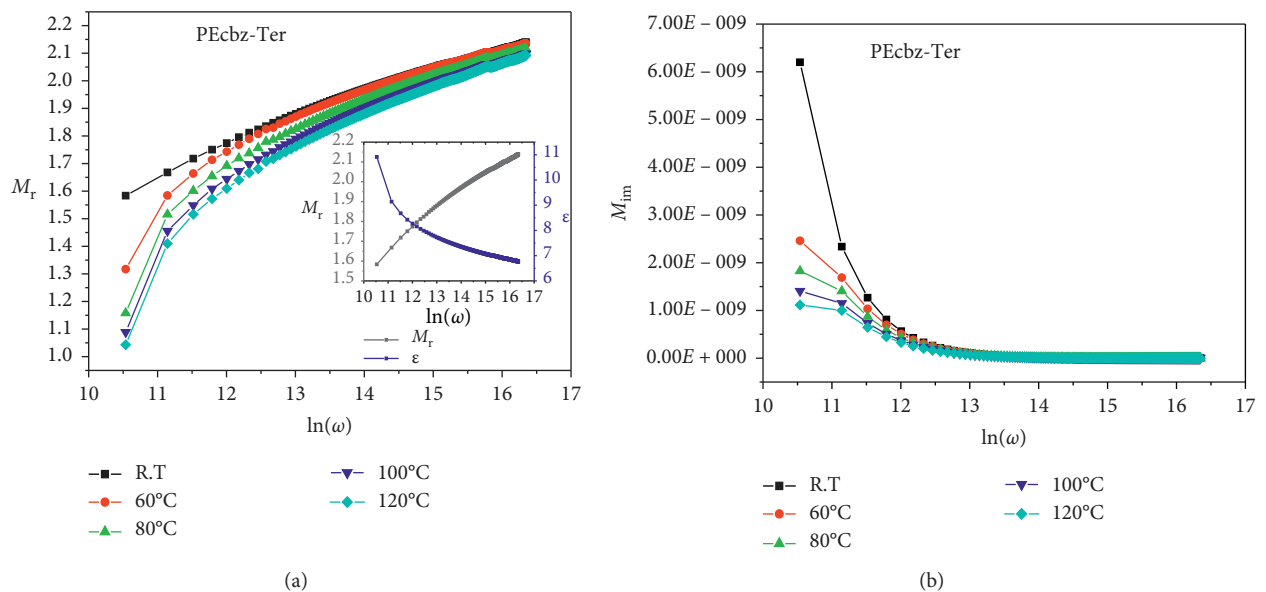 PEcbz-Ter
2.2
2.1
2.0
1.9
1.8
1.7
1.6
1.5
1.4
1.3
1.2
1.1
1.0
M_r
10 11 12 13 14 15 16 17
ln(ω)
2.2
2.1
2.0
1.9
1.8
1.7
1.6
1.5
M_r
11
10
9
8
7
6
ε
10 11 12 13 14 15 16 17
ln(ω)
M_r
ε
R.T
60°C
80°C
100°C
120°C
(a)
PEcbz-Ter
7.00E – 009
6.00E – 009
5.00E – 009
4.00E – 009
3.00E – 009
2.00E – 009
1.00E – 009
0.00E + 000
M_im
10 11 12 13 14 15 16 17
ln(ω)
R.T
60°C
80°C
100°C
120°C
(b)